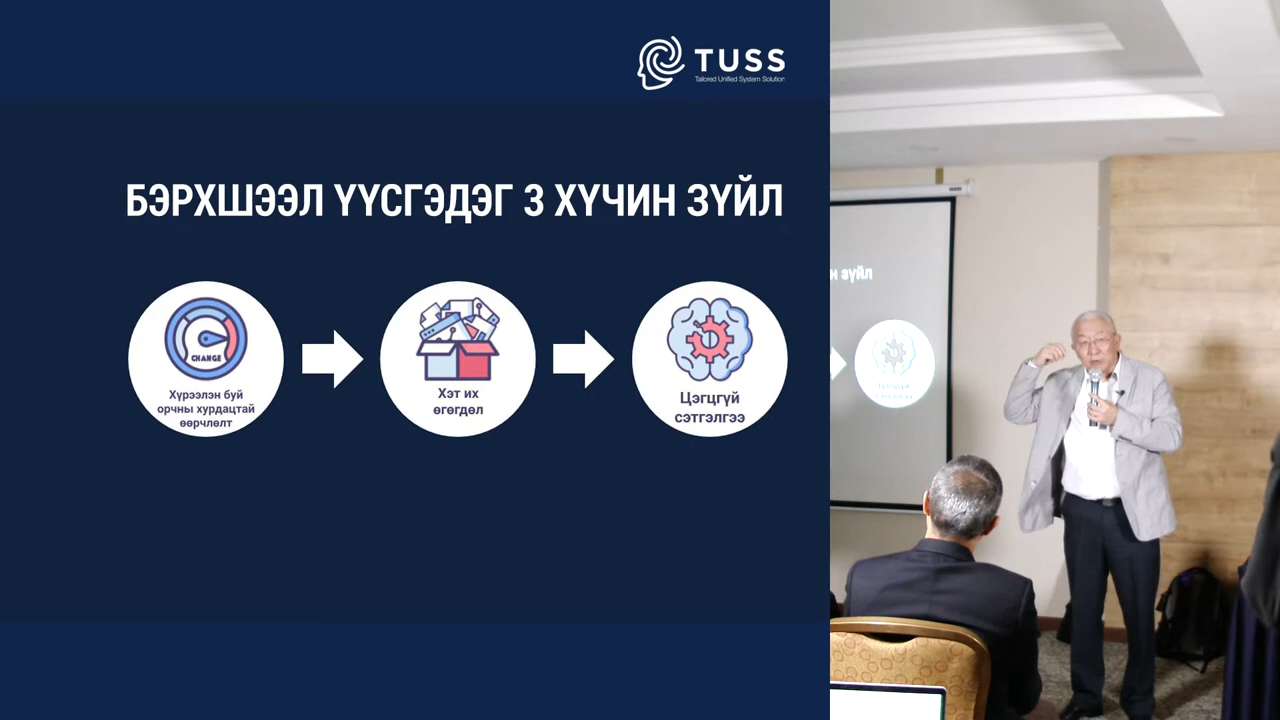 TUSS
Tailored Unified System Solution
БЭРХШЭЭЛ ҮҮСГЭДЭГ 3 ХҮЧИН ЗҮЙЛ
CHANGE
Хүрээлэн буй
орчны хурдацтай
өөрчлөлт
Хэт их
өгөгдөл
Цэгцгүй
сэтгэлгээ
н зүйл